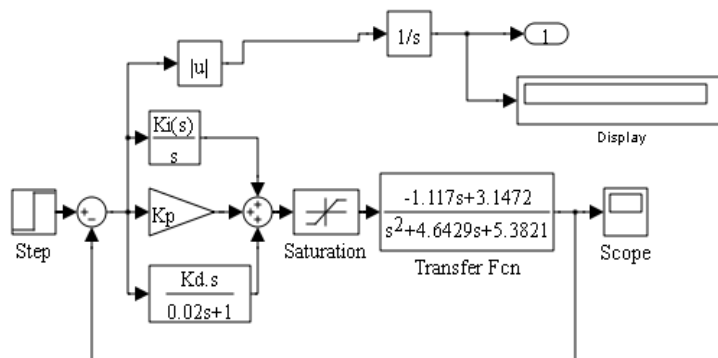 |u|
1/s
1
Display
Ki(s)
s
Step
+
-
Kp
+
+
+
Saturation
-1.117s+3.1472
s²+4.6429s+5.3821
Transfer Fcn
Scope
Kd.s
0.02s+1